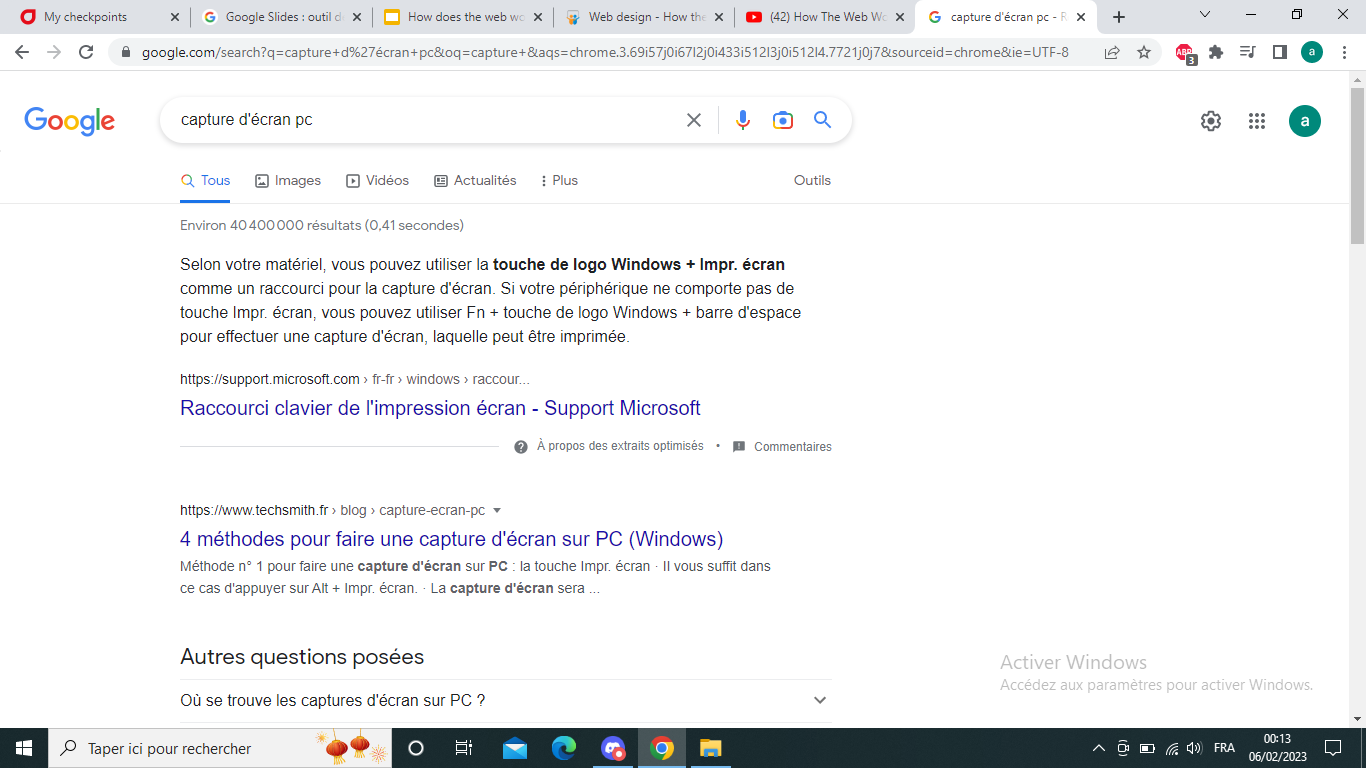 My checkpoints
Google Slides : outil d
How does the web wo
Web design - How the
(42) How The Web Wo
capture d'écran pc - R
google.com/search?q=capture+d%27écran+pc&oq=capture+&aqs=chrome.3.69i57j0i67l2j0i433i512l3j0i512l4.7721j0j7&sourceid=chrome&ie=UTF-8
ABP
3
a
Google
capture d'écran pc
a
Tous
Images
Vidéos
Actualités
Plus
Outils
Environ 40 400 000 résultats (0,41 secondes)
Selon votre matériel, vous pouvez utiliser la touche de logo Windows + Impr. écran
comme un raccourci pour la capture d'écran. Si votre périphérique ne comporte pas de
touche Impr. écran, vous pouvez utiliser Fn + touche de logo Windows + barre d'espace
pour effectuer une capture d'écran, laquelle peut être imprimée.
https://support.microsoft.com › fr-fr › windows › raccour...
Raccourci clavier de l'impression écran - Support Microsoft
À propos des extraits optimisés • Commentaires
https://www.techsmith.fr › blog › capture-ecran-pc
4 méthodes pour faire une capture d'écran sur PC (Windows)
Méthode n° 1 pour faire une capture d'écran sur PC : la touche Impr. écran · Il vous suffit dans
ce cas d'appuyer sur Alt + Impr. écran. · La capture d'écran sera ...
Autres questions posées
Où se trouve les captures d'écran sur PC ?
Activer Windows
Accédez aux paramètres pour activer Windows.
Taper ici pour rechercher
FRA
00:13
06/02/2023